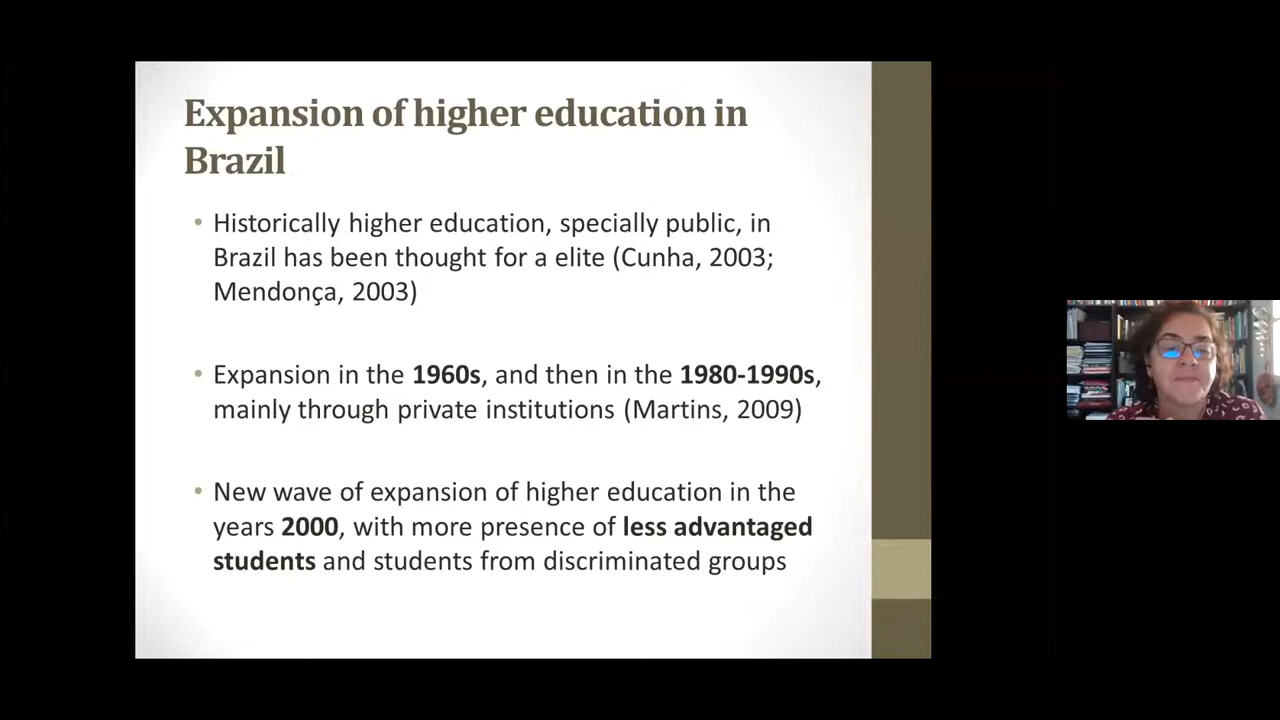 Expansion of higher education in
Brazil
• Historically higher education, specially public, in
Brazil has been thought for a elite (Cunha, 2003;
Mendonça, 2003)
• Expansion in the 1960s, and then in the 1980-1990s,
mainly through private institutions (Martins, 2009)
• New wave of expansion of higher education in the
years 2000, with more presence of less advantaged
students and students from discriminated groups